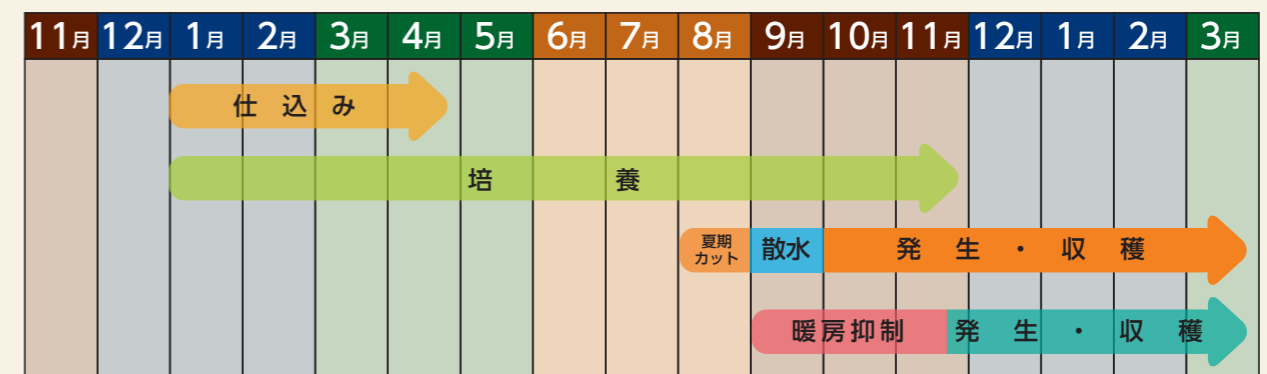 11月 12月 1月 2月 3月 4月 5月 6月 7月 8月 9月 10月 11月 12月 1月 2月 3月
仕込み
培養
夏期
カット
散水
発生・収穫
暖房抑制
発生・収穫